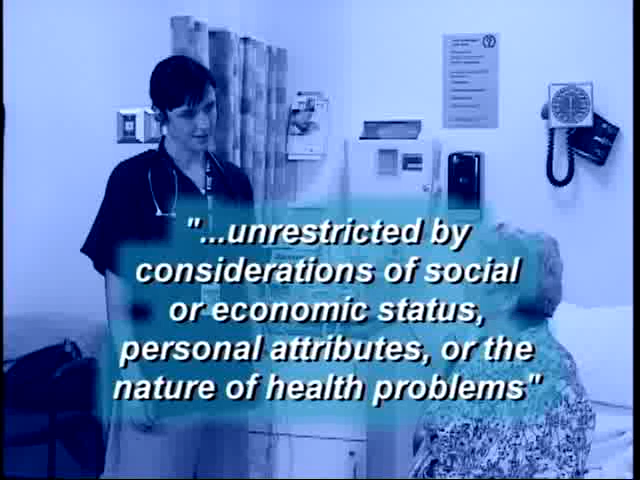 "...unrestricted by
considerations of social
or economic status,
personal attributes, or the
nature of health problems"